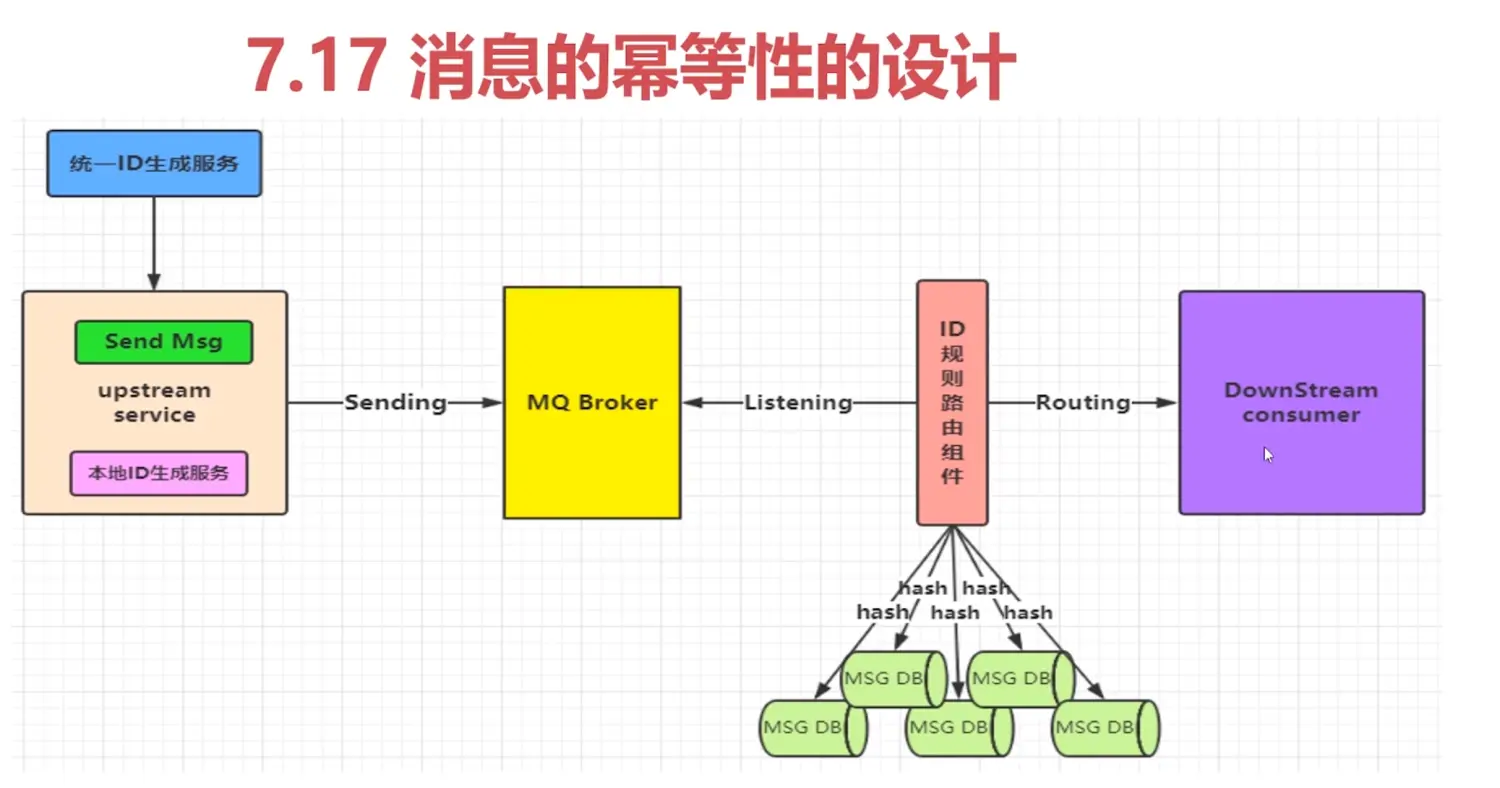 7.17 消息的幂等性的设计
统一ID生成服务
Send Msg
upstream
service
本地ID生成服务
Sending
MQ Broker
Listening
ID
规
则
路
由
组
件
Routing
DownStream
consumer
hash
hash
hash
hash
hash
MSG DB
MSG DB
MSG DB
MSG DB
MSG DB